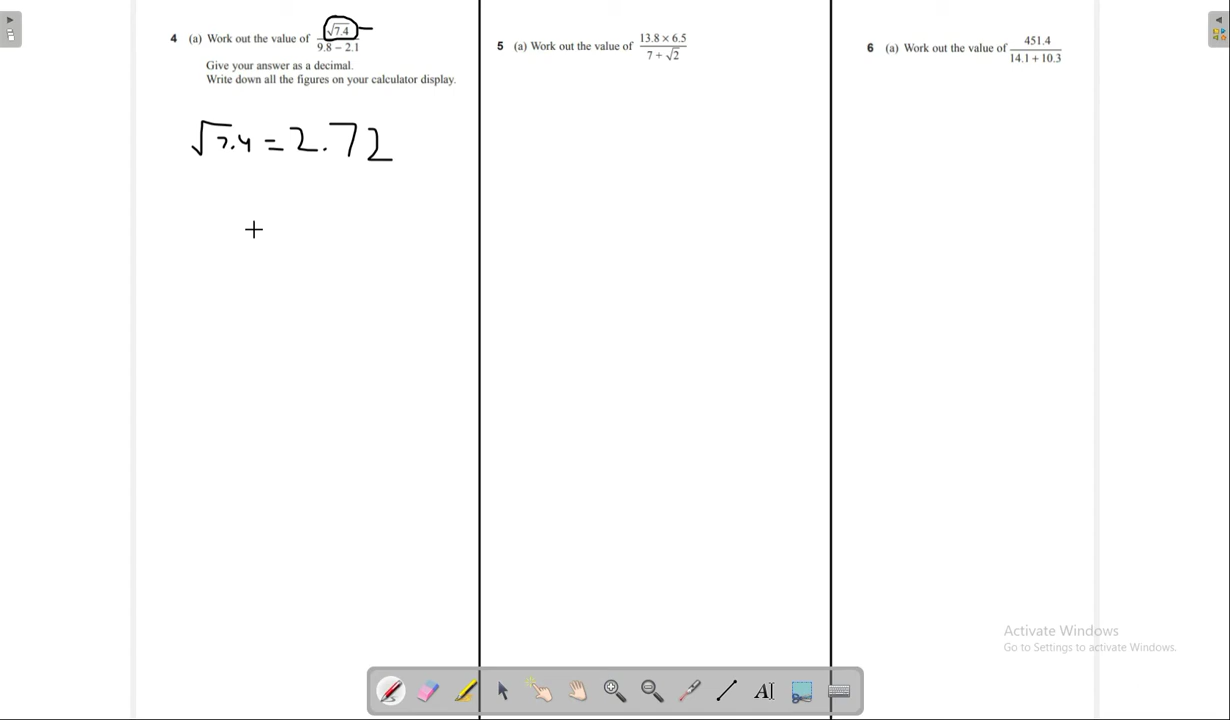 4 (a) Work out the value of √7.4 / 9.8 – 2.1
Give your answer as a decimal.
Write down all the figures on your calculator display.
√7.4 = 2.72
5 (a) Work out the value of 13.8 × 6.5 / 7 + √2
6 (a) Work out the value of 451.4 / 14.1 + 10.3
Activate Windows
Go to Settings to activate Windows.
AI